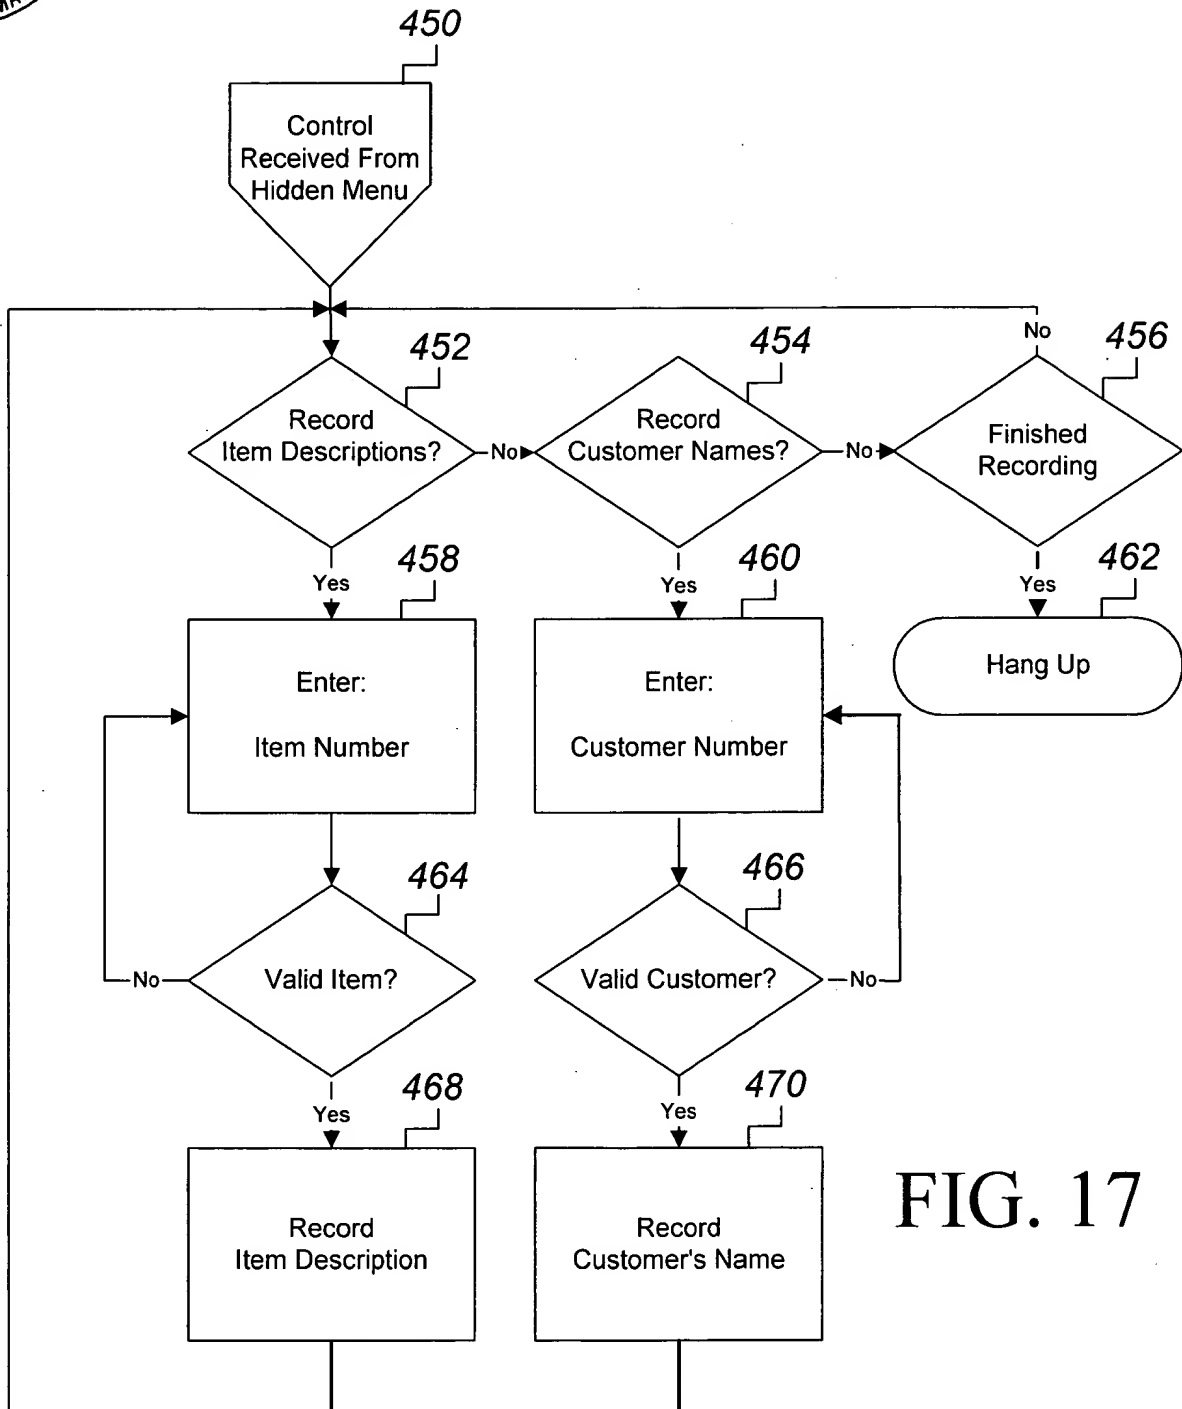 450
Control
Received From
Hidden Menu
No
452
454
456
Record
Item Descriptions?
No
Record
Customer Names?
No
Finished
Recording
Yes
458
Yes
460
Yes
462
Enter:
Item Number
Enter:
Customer Number
Hang Up
464
466
No
Valid Item?
Valid Customer?
No
Yes
468
Yes
470
Record
Item Description
Record
Customer's Name
FIG. 17